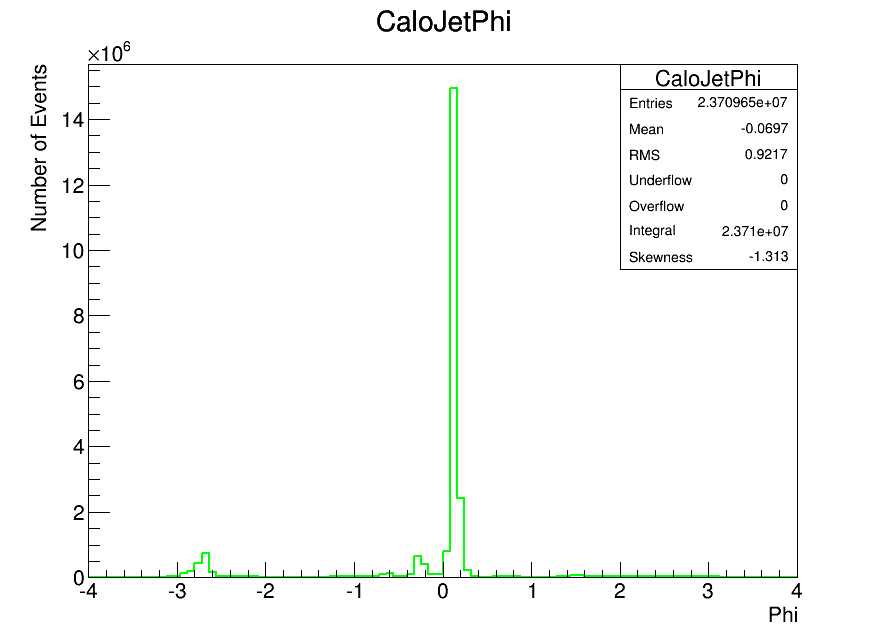 CaloJetPhi
×10⁶
Number of Events
14
12
10
8
6
4
2
0
-4 -3 -2 -1 0 1 2 3 4
Phi
CaloJetPhi
Entries 2.370965e+07
Mean -0.0697
RMS 0.9217
Underflow 0
Overflow 0
Integral 2.371e+07
Skewness -1.313